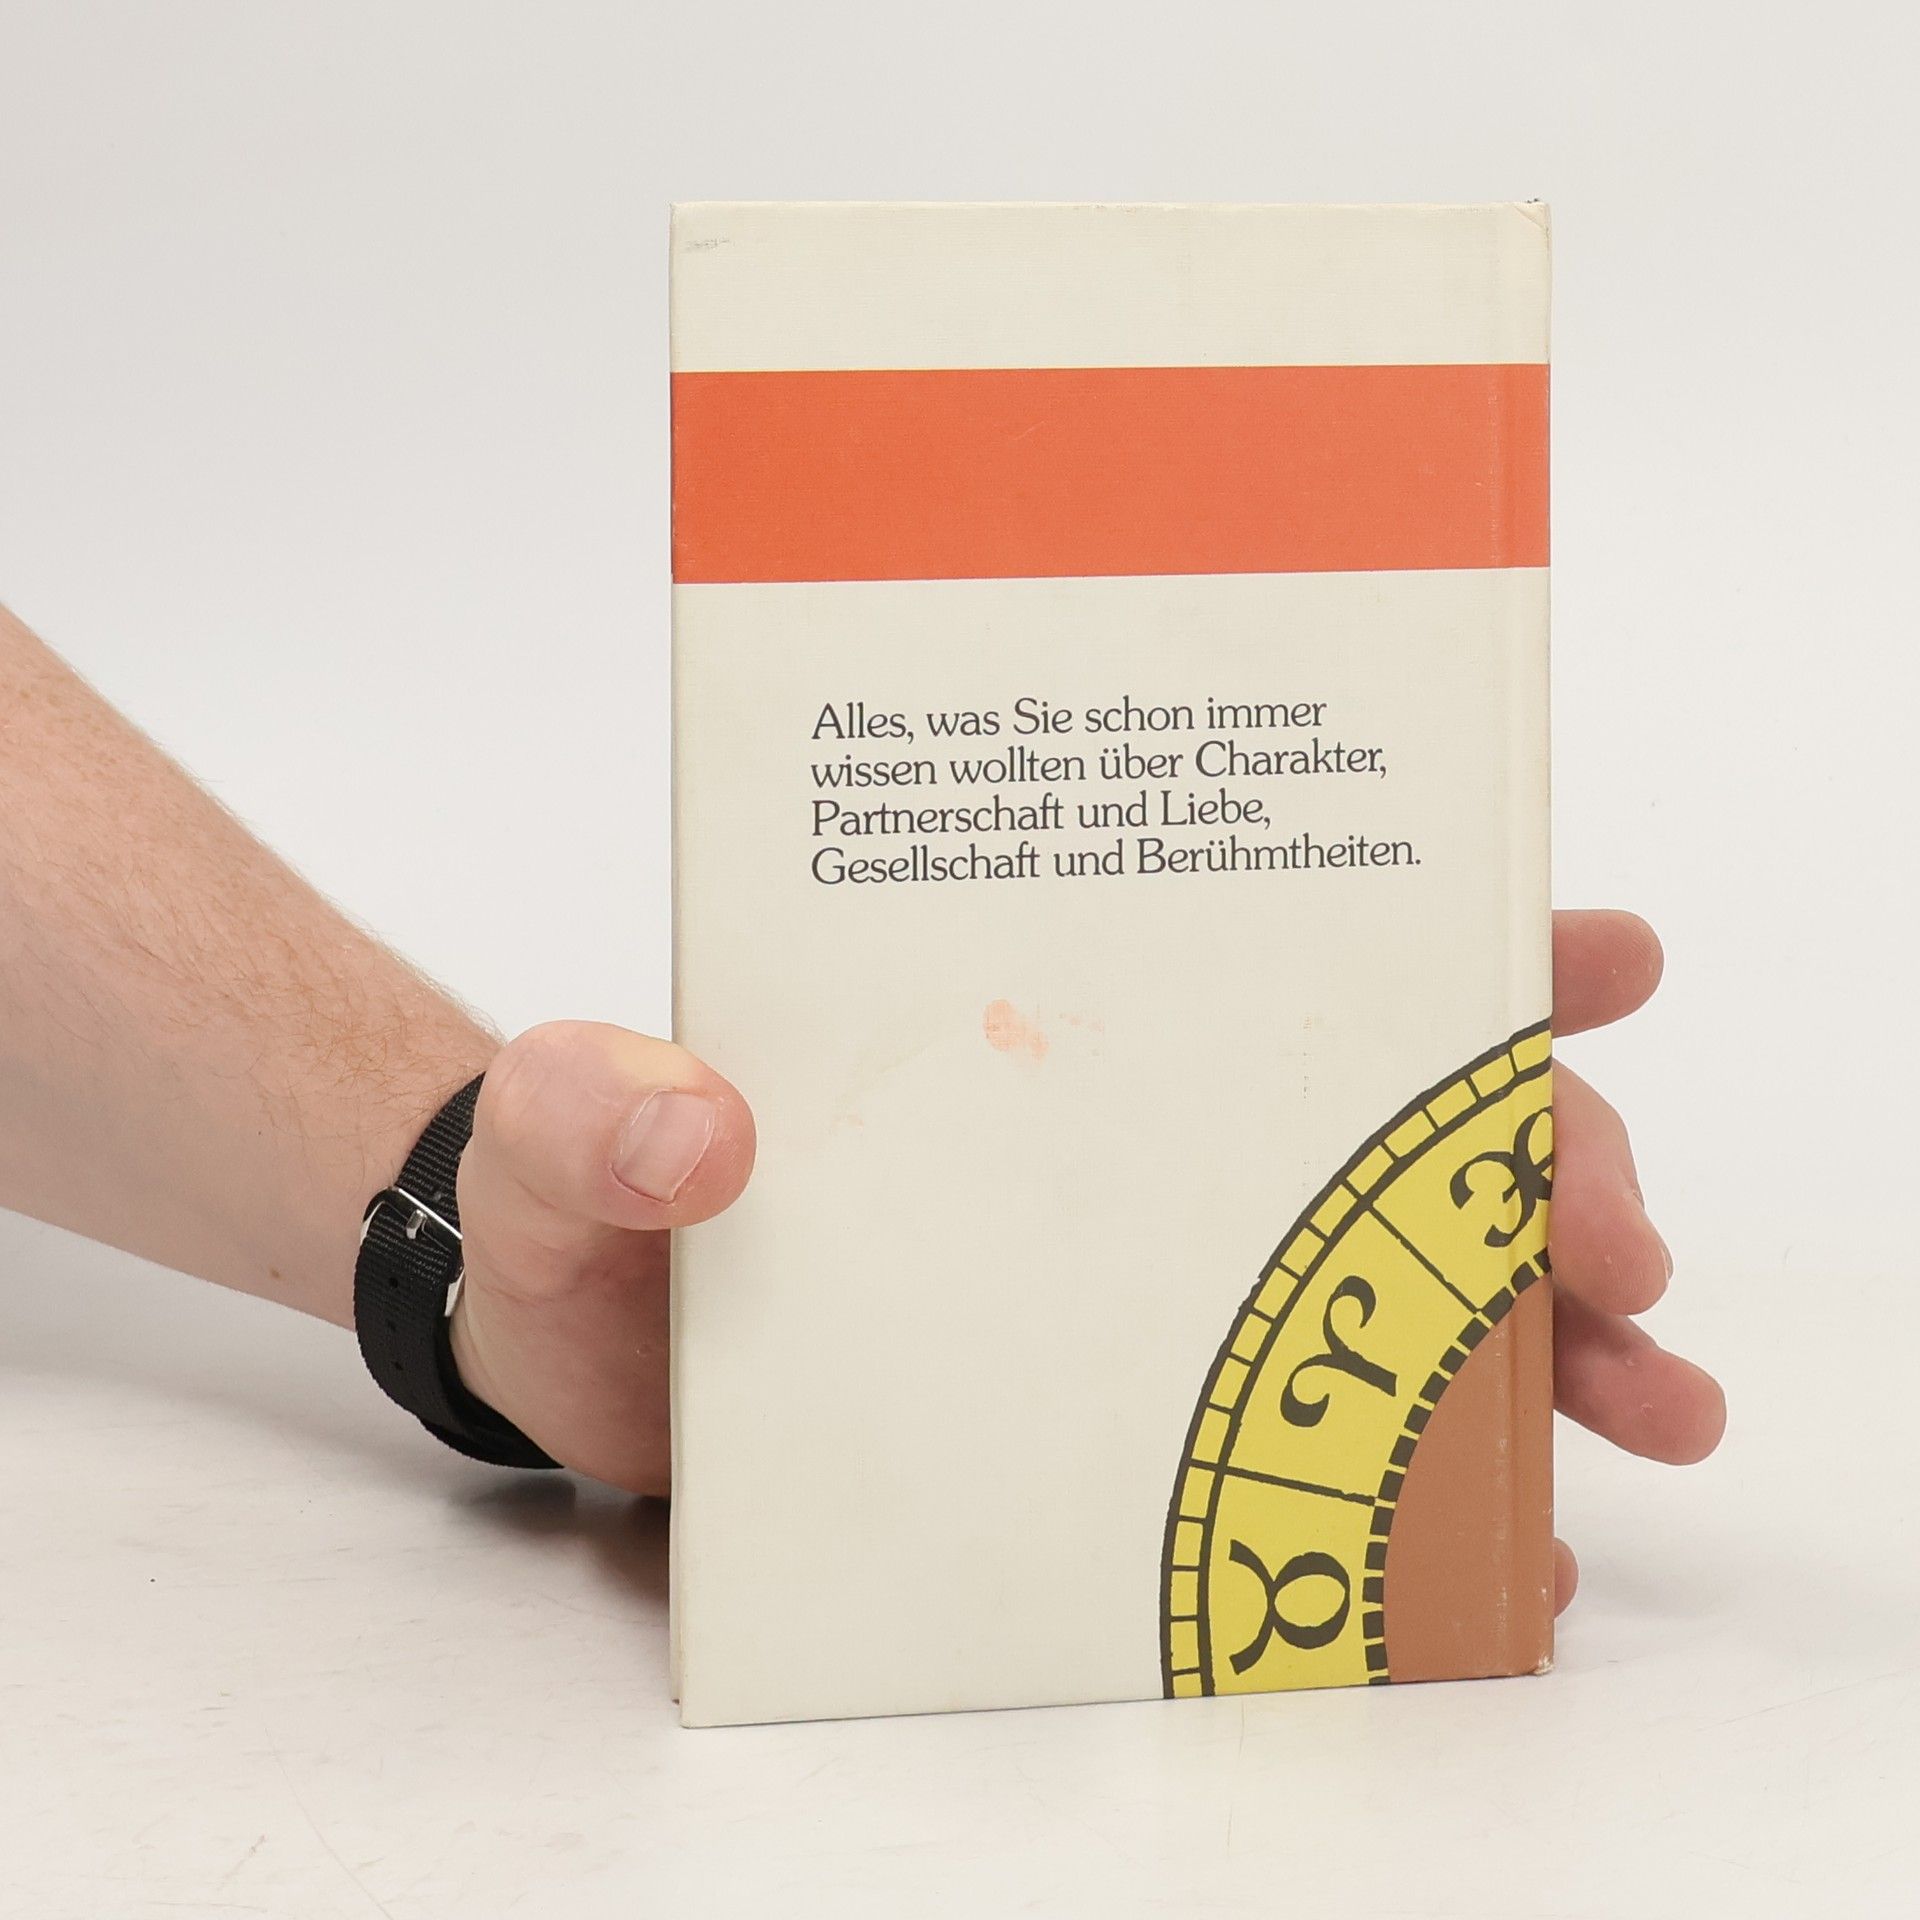 Alles, was Sie schon immer
wissen wollten über Charakter,
Partnerschaft und Liebe,
Gesellschaft und Berühmtheiten.
♓
♈
♉